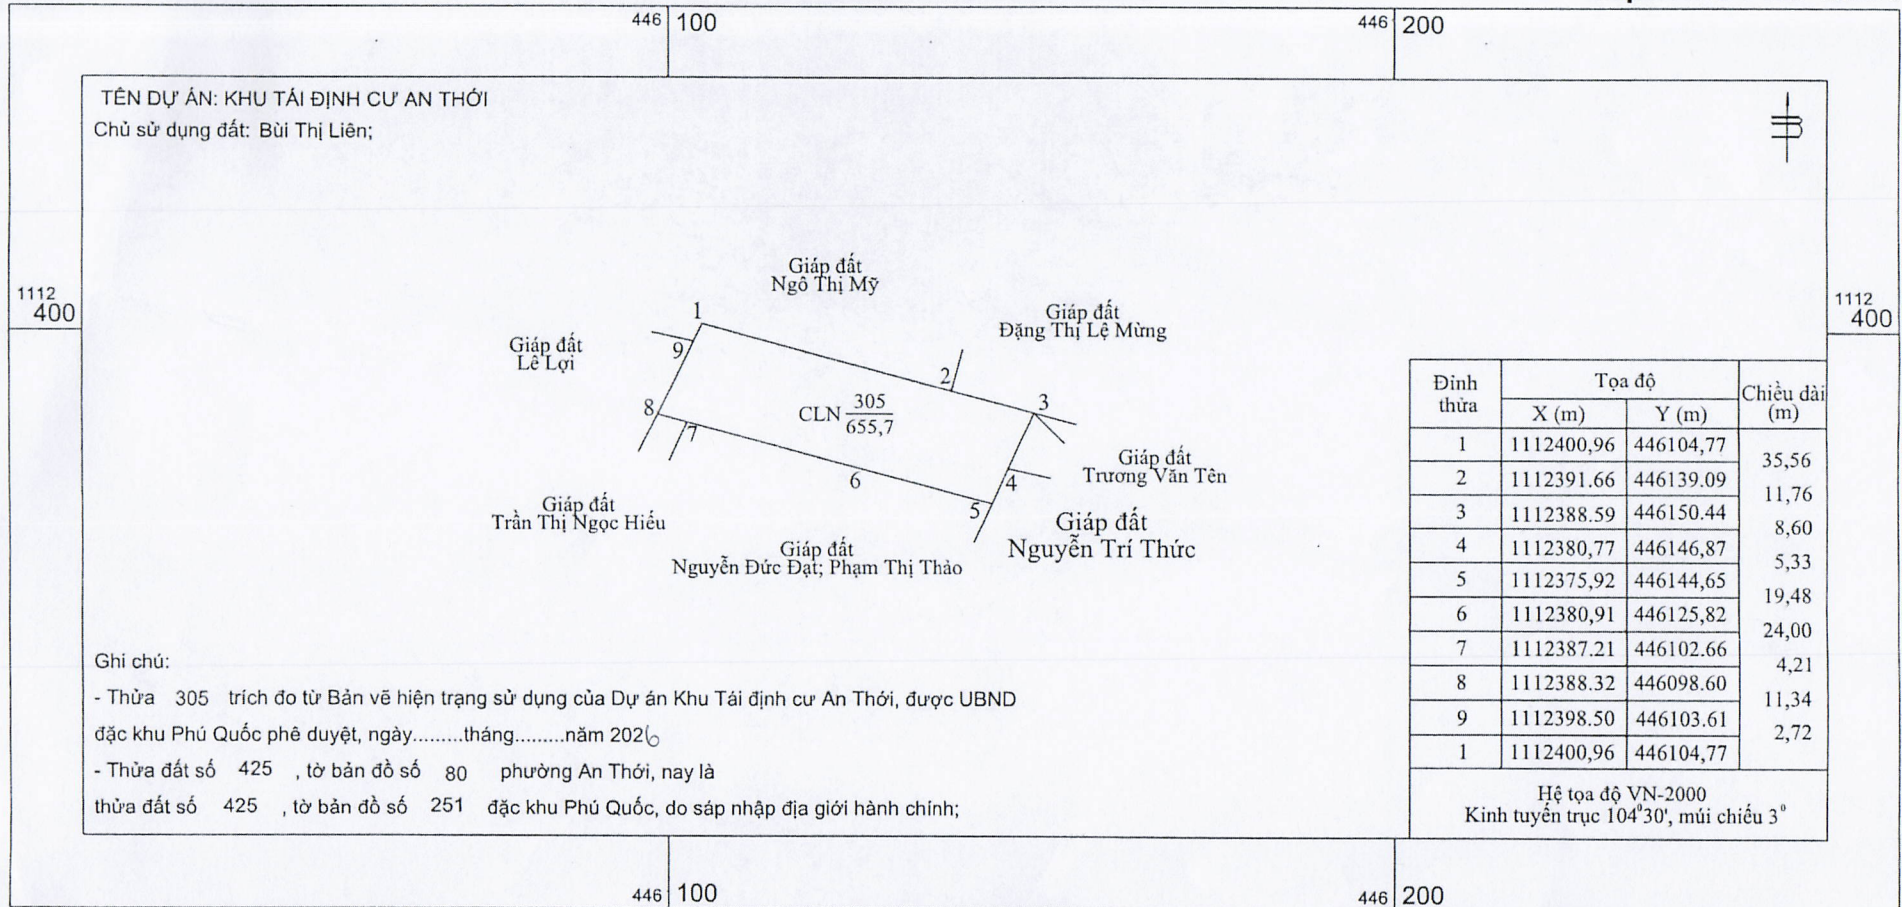 446 100
446 200
TÊN DỰ ÁN: KHU TÁI ĐỊNH CƯ AN THỚI
Chủ sử dụng đất: Bùi Thị Liên;
1112
400
1112
400
Giáp đất
Ngô Thị Mỹ
Giáp đất
Đặng Thị Lệ Mừng
Giáp đất
Lê Lợi
1
9
2
3
8
7
CLN 305
655,7
6
4
5
Giáp đất
Trương Văn Tên
Giáp đất
Trần Thị Ngọc Hiếu
Giáp đất
Nguyễn Trí Thức
Giáp đất
Nguyễn Đức Đạt; Phạm Thị Thảo
Đỉnh thửa Tọa độ Chiều dài (m)
X (m) Y (m)
1 1112400,96 446104,77
35,56
2 1112391.66 446139.09
11,76
3 1112388.59 446150.44
8,60
4 1112380,77 446146,87
5,33
5 1112375,92 446144,65
19,48
6 1112380,91 446125,82
24,00
7 1112387.21 446102.66
4,21
8 1112388.32 446098.60
11,34
9 1112398.50 446103.61
2,72
1 1112400,96 446104,77
Hệ tọa độ VN-2000
Kinh tuyến trục 104⁰30', múi chiếu 3⁰
Ghi chú:
- Thửa 305 trích đo từ Bản vẽ hiện trạng sử dụng của Dự án Khu Tái định cư An Thới, được UBND
đặc khu Phú Quốc phê duyệt, ngày.........tháng.........năm 2026
- Thửa đất số 425 , tờ bản đồ số 80 phường An Thới, nay là
thửa đất số 425 , tờ bản đồ số 251 đặc khu Phú Quốc, do sáp nhập địa giới hành chính;
446 100
446 200